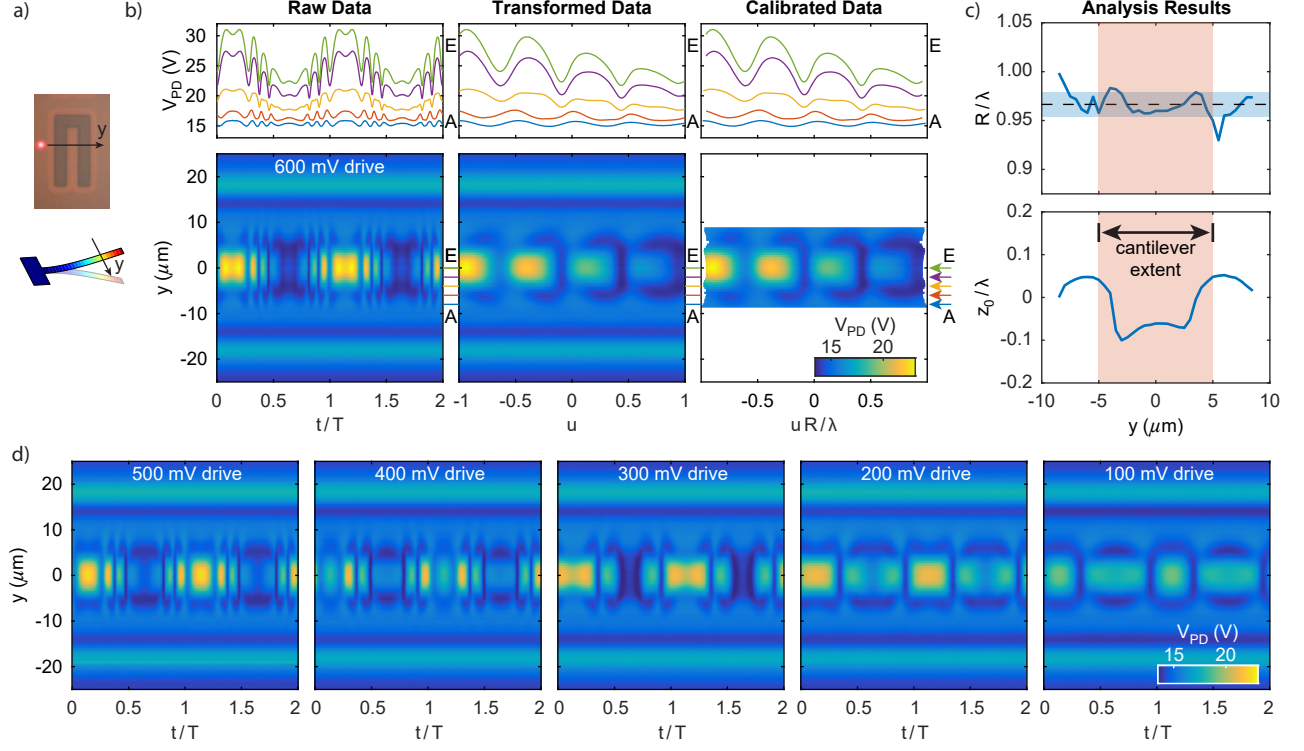 a)
y
y
b)
Raw Data
Transformed Data
Calibrated Data
V_PD (V)
30
25
20
15
E
A
E
A
600 mV drive
y (μm)
20
10
0
-10
-20
E
A
E
A
0 0.5 1 1.5 2
t / T
-1 -0.5 0 0.5 1
u
V_PD (V)
15 20
-0.5 0 0.5
u R / λ
c)
Analysis Results
R / λ
1.05
1.00
0.95
0.9
z_0 / λ
0.2
0.1
0
-0.1
-0.2
cantilever
extent
-10 -5 0 5 10
y (μm)
d)
500 mV drive
400 mV drive
300 mV drive
200 mV drive
100 mV drive
y (μm)
20
10
0
-10
-20
V_PD (V)
15 20
0 0.5 1 1.5 2
0 0.5 1 1.5 2
0 0.5 1 1.5 2
0 0.5 1 1.5 2
0 0.5 1 1.5 2
t / T
t / T
t / T
t / T
t / T